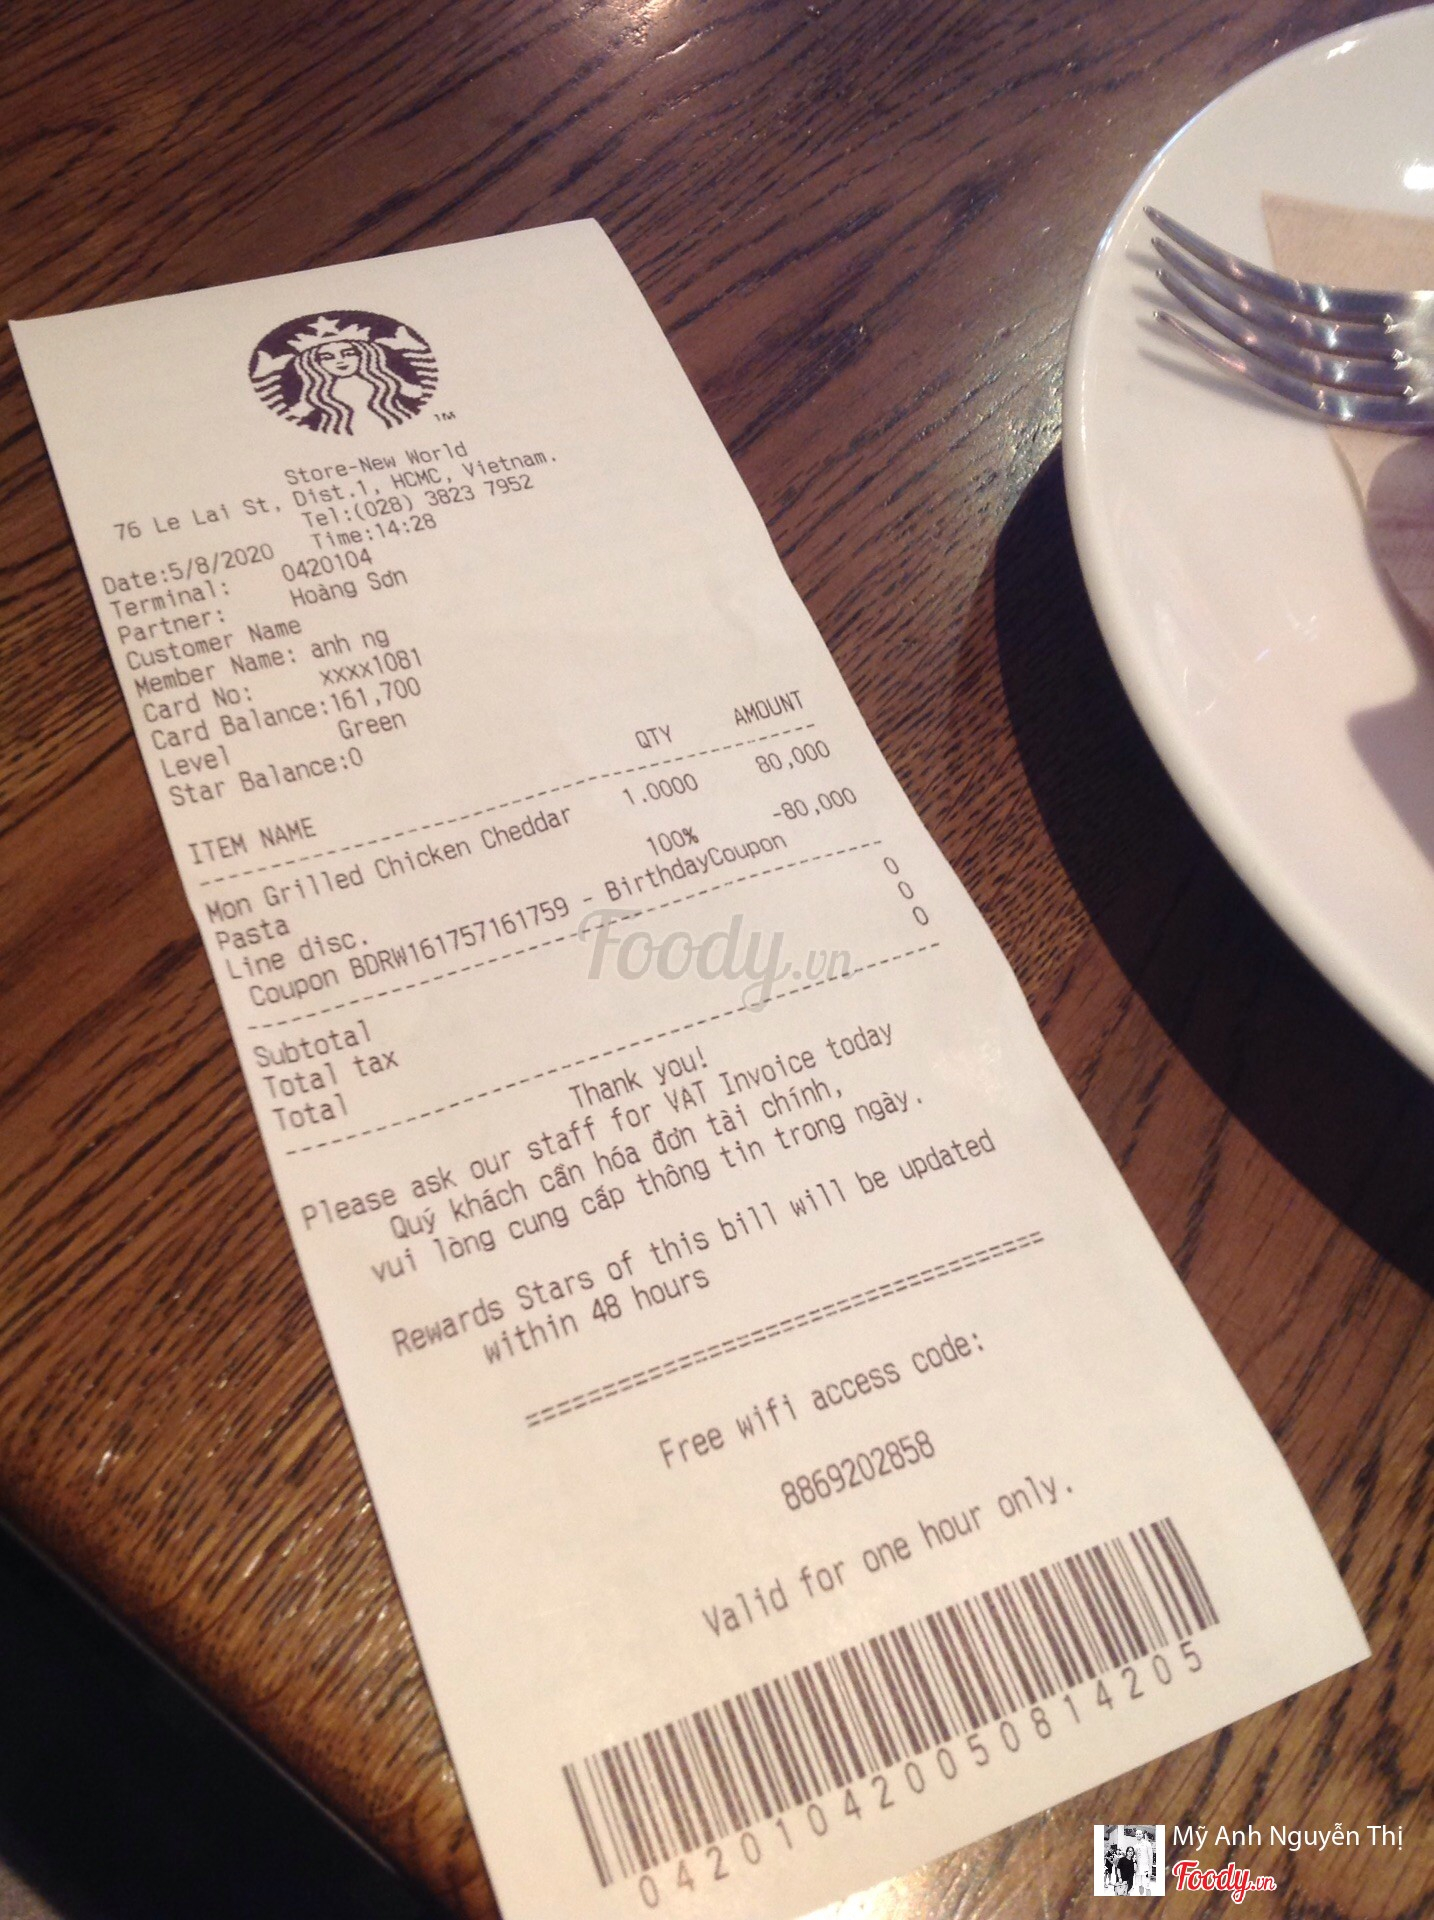 TM
Store-New World
76 Le Lai St, Dist.1, HCMC, Vietnam.
Tel:(028) 3823 7952
Date:5/8/2020 Time:14:28
Terminal: 0420104
Partner: Hoàng Sơn
Customer Name
Member Name: anh ng
Card No: xxxx1081
Card Balance:161,700
Level Green
Star Balance:0
ITEM NAME QTY AMOUNT
Mon Grilled Chicken Cheddar 1.0000 80,000
Pasta
Line disc. 100% -80,000
Coupon BDRW161757161759 - BirthdayCoupon
Subtotal 0
Total tax 0
Total 0
Thank you!
Please ask our staff for VAT Invoice today
Quý khách cần hóa đơn tài chính,
vui lòng cung cấp thông tin trong ngày.
Rewards Stars of this bill will be updated
within 48 hours
Free wifi access code:
8869202858
Valid for one hour only.
042010420050814205
Foody.vn
Mỹ Anh Nguyễn Thị
Foody.vn